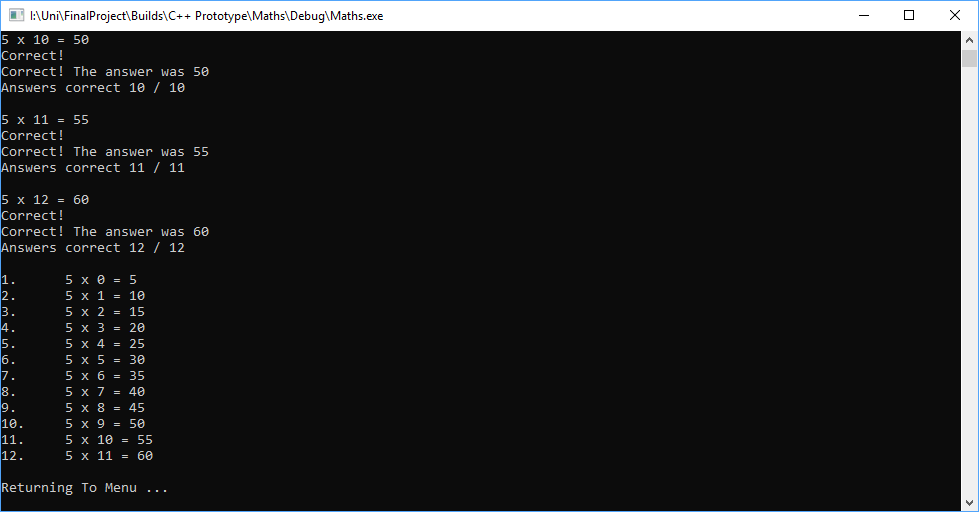 I:\Uni\FinalProject\Builds\C++ Prototype\Maths\Debug\Maths.exe
5 x 10 = 50
Correct!
Correct! The answer was 50
Answers correct 10 / 10
5 x 11 = 55
Correct!
Correct! The answer was 55
Answers correct 11 / 11
5 x 12 = 60
Correct!
Correct! The answer was 60
Answers correct 12 / 12
1. 5 x 0 = 5
2. 5 x 1 = 10
3. 5 x 2 = 15
4. 5 x 3 = 20
5. 5 x 4 = 25
6. 5 x 5 = 30
7. 5 x 6 = 35
8. 5 x 7 = 40
9. 5 x 8 = 45
10. 5 x 9 = 50
11. 5 x 10 = 55
12. 5 x 11 = 60
Returning To Menu ...